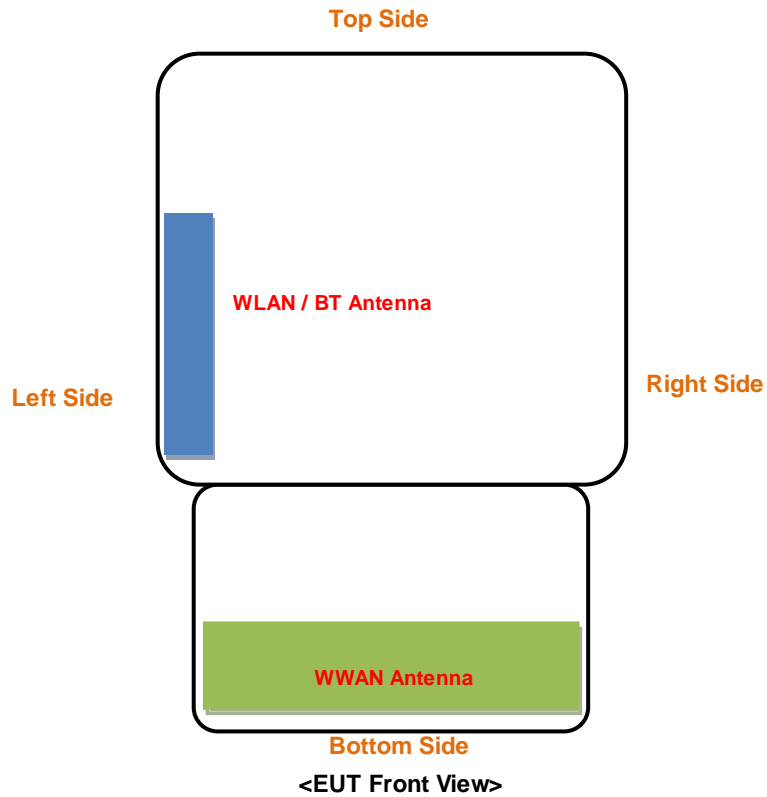 Top Side
WLAN / BT Antenna
Left Side
Right Side
WWAN Antenna
Bottom Side
<EUT Front View>